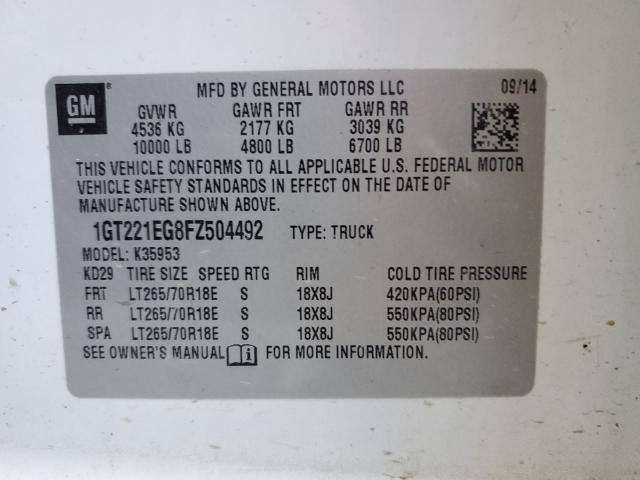 GM ®
MFD BY GENERAL MOTORS LLC 09/14
GVWR GAWR FRT GAWR RR
4536 KG 2177 KG 3039 KG
10000 LB 4800 LB 6700 LB
THIS VEHICLE CONFORMS TO ALL APPLICABLE U.S. FEDERAL MOTOR
VEHICLE SAFETY STANDARDS IN EFFECT ON THE DATE OF
MANUFACTURE SHOWN ABOVE.
1GT221EG8FZ504492 TYPE: TRUCK
MODEL: K35953
KD29 TIRE SIZE SPEED RTG RIM COLD TIRE PRESSURE
FRT LT265/70R18E S 18X8J 420KPA(60PSI)
RR LT265/70R18E S 18X8J 550KPA(80PSI)
SPA LT265/70R18E S 18X8J 550KPA(80PSI)
SEE OWNER'S MANUAL i FOR MORE INFORMATION.